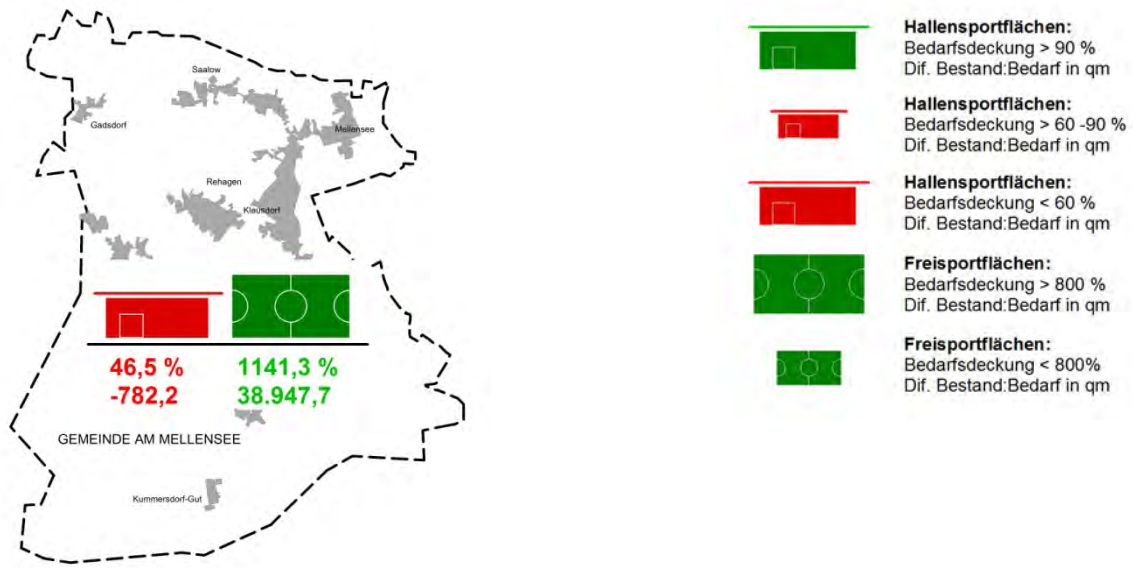 Saalow
Gadsdorf
Mellensee
Rehagen
Klausdorf
46,5 %
-782,2
1141,3 %
38.947,7
GEMEINDE AM MELLENSEE
Kummersdorf-Gut
Hallensportflächen:
Bedarfsdeckung > 90 %
Dif. Bestand:Bedarf in qm
Hallensportflächen:
Bedarfsdeckung > 60 -90 %
Dif. Bestand:Bedarf in qm
Hallensportflächen:
Bedarfsdeckung < 60 %
Dif. Bestand:Bedarf in qm
Freisportflächen:
Bedarfsdeckung > 800 %
Dif. Bestand:Bedarf in qm
Freisportflächen:
Bedarfsdeckung < 800%
Dif. Bestand:Bedarf in qm